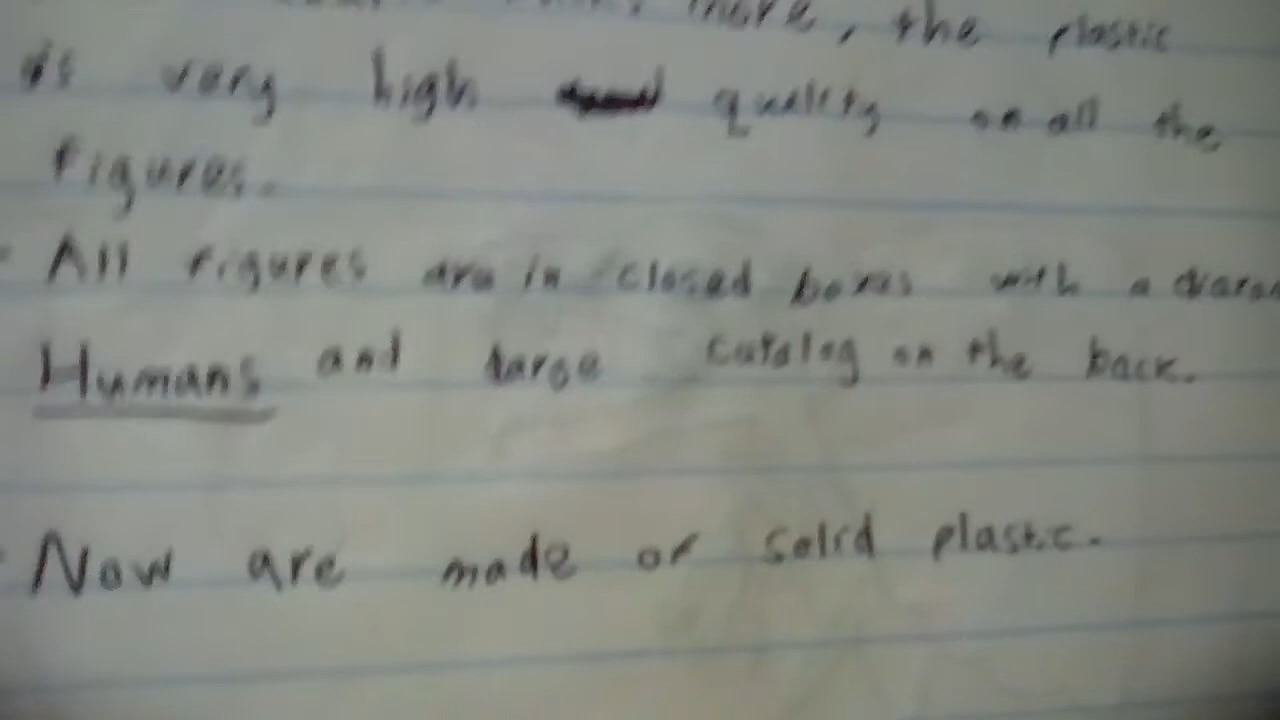 the plastic
is very high quality on all the
figures.
All figures are in closed boxes with a
Humans and large catalog on the back.
Now are made of solid plastic.